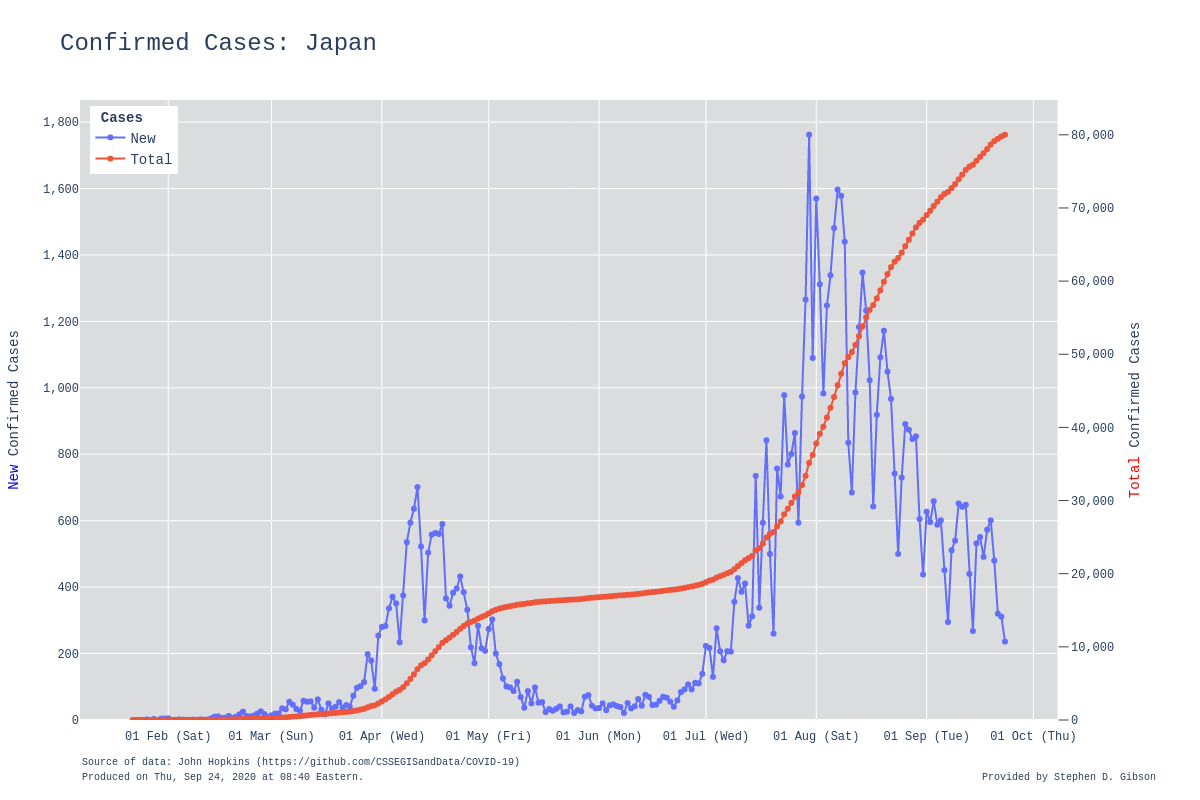 Confirmed Cases: Japan
Cases
New
Total
1,800
1,600
1,400
1,200
1,000
800
600
400
200
0
New Confirmed Cases
80,000
70,000
60,000
50,000
40,000
30,000
20,000
10,000
0
Total Confirmed Cases
01 Feb (Sat) 01 Mar (Sun) 01 Apr (Wed) 01 May (Fri) 01 Jun (Mon) 01 Jul (Wed) 01 Aug (Sat) 01 Sep (Tue) 01 Oct (Thu)
Source of data: John Hopkins (https://github.com/CSSEGISandData/COVID-19)
Produced on Thu, Sep 24, 2020 at 08:40 Eastern.
Provided by Stephen D. Gibson